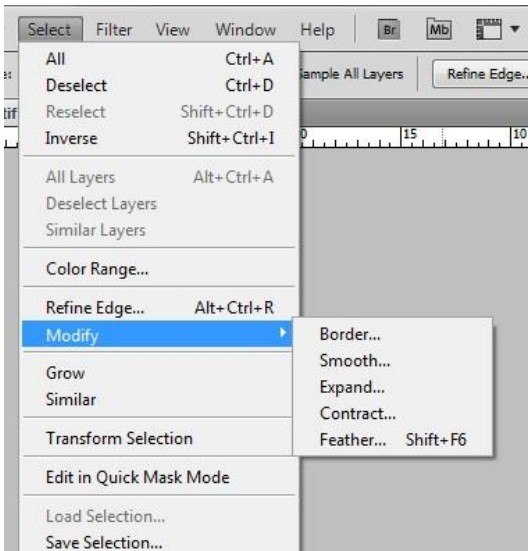 Select Filter View Window Help Br Mb
Sample All Layers Refine Edge..
tif
15 10
All Ctrl+A
Deselect Ctrl+D
Reselect Shift+Ctrl+D
Inverse Shift+Ctrl+I
All Layers Alt+Ctrl+A
Deselect Layers
Similar Layers
Color Range...
Refine Edge... Alt+Ctrl+R
Modify
Border...
Smooth...
Expand...
Contract...
Feather... Shift+F6
Grow
Similar
Transform Selection
Edit in Quick Mask Mode
Load Selection...
Save Selection...